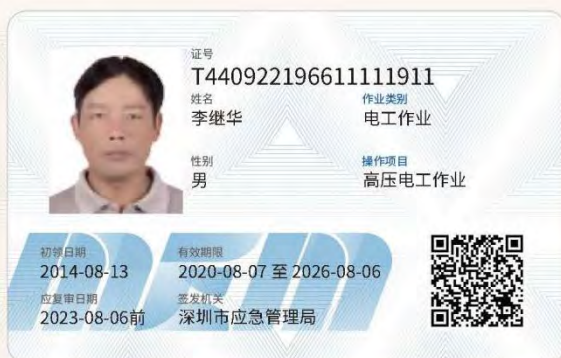 证号
T440922196611111911
姓名
李继华
作业类别
电工作业
性别
男
操作项目
高压电工作业
初领日期
2014-08-13
有效期限
2020-08-07 至 2026-08-06
应复审日期
2023-08-06前
签发机关
深圳市应急管理局